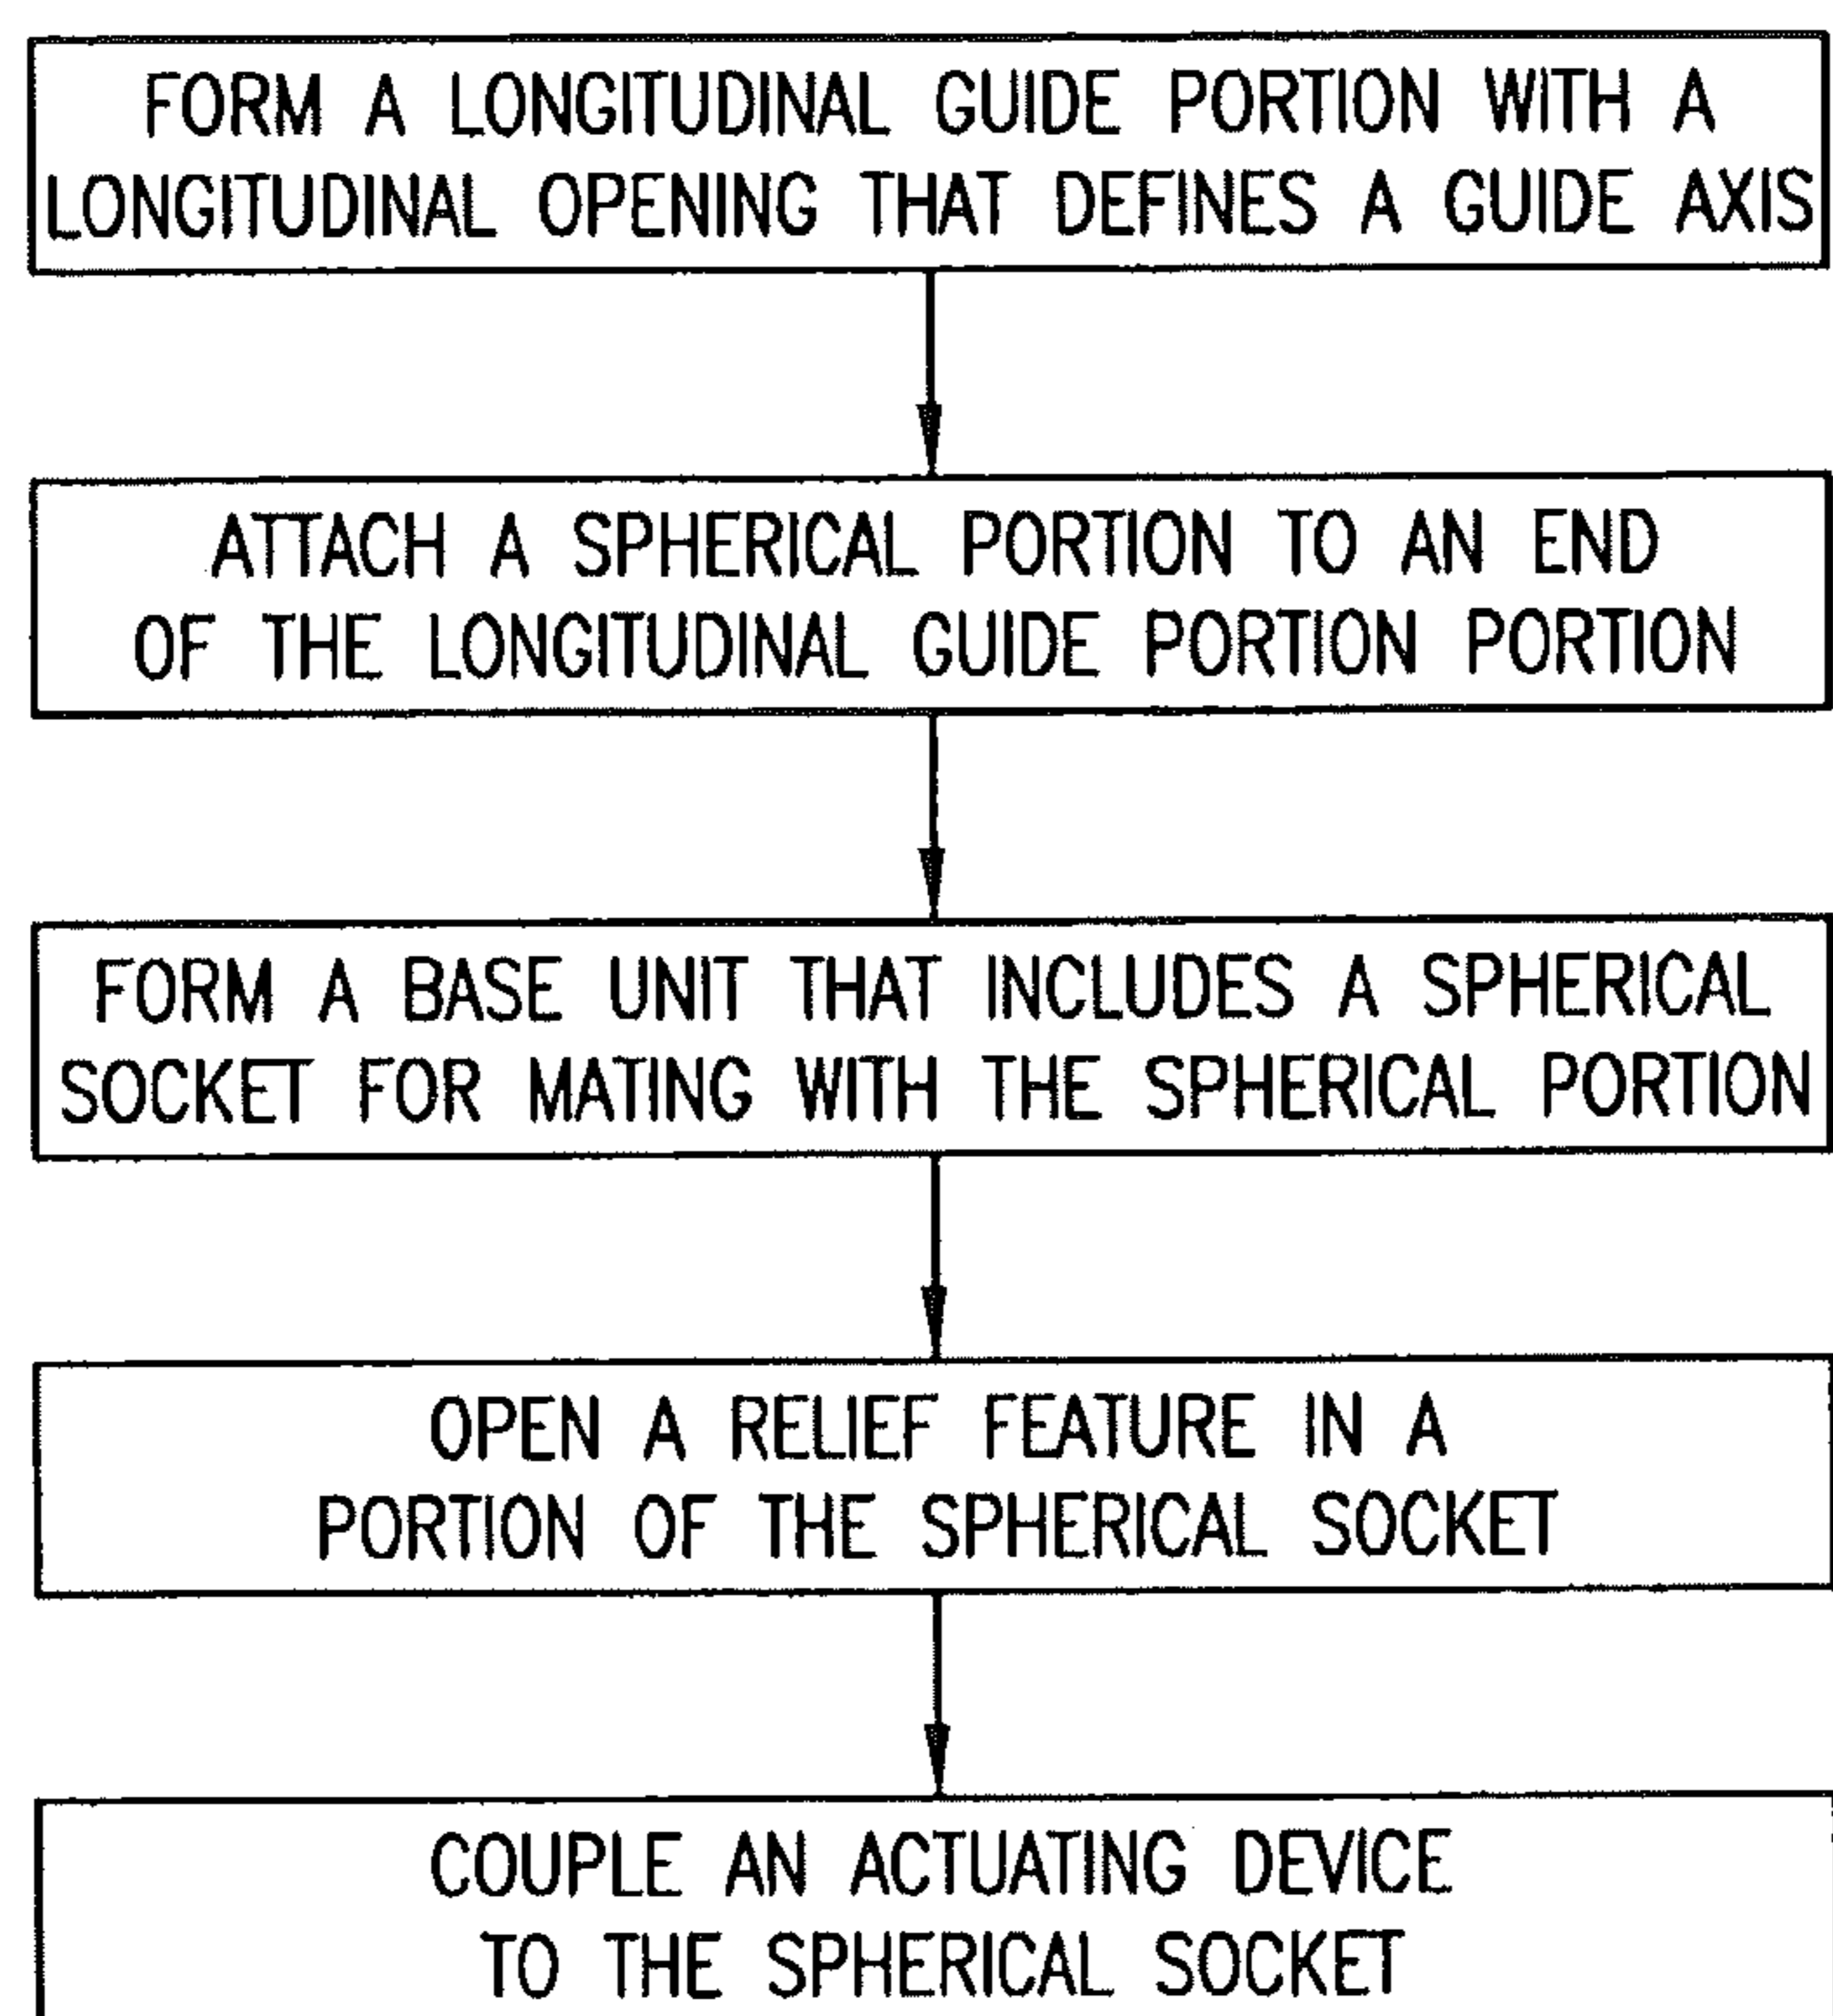 FORM A LONGITUDINAL GUIDE PORTION WITH A
LONGITUDINAL OPENING THAT DEFINES A GUIDE AXIS
ATTACH A SPHERICAL PORTION TO AN END
OF THE LONGITUDINAL GUIDE PORTION PORTION
FORM A BASE UNIT THAT INCLUDES A SPHERICAL
SOCKET FOR MATING WITH THE SPHERICAL PORTION
OPEN A RELIEF FEATURE IN A
PORTION OF THE SPHERICAL SOCKET
COUPLE AN ACTUATING DEVICE
TO THE SPHERICAL SOCKET